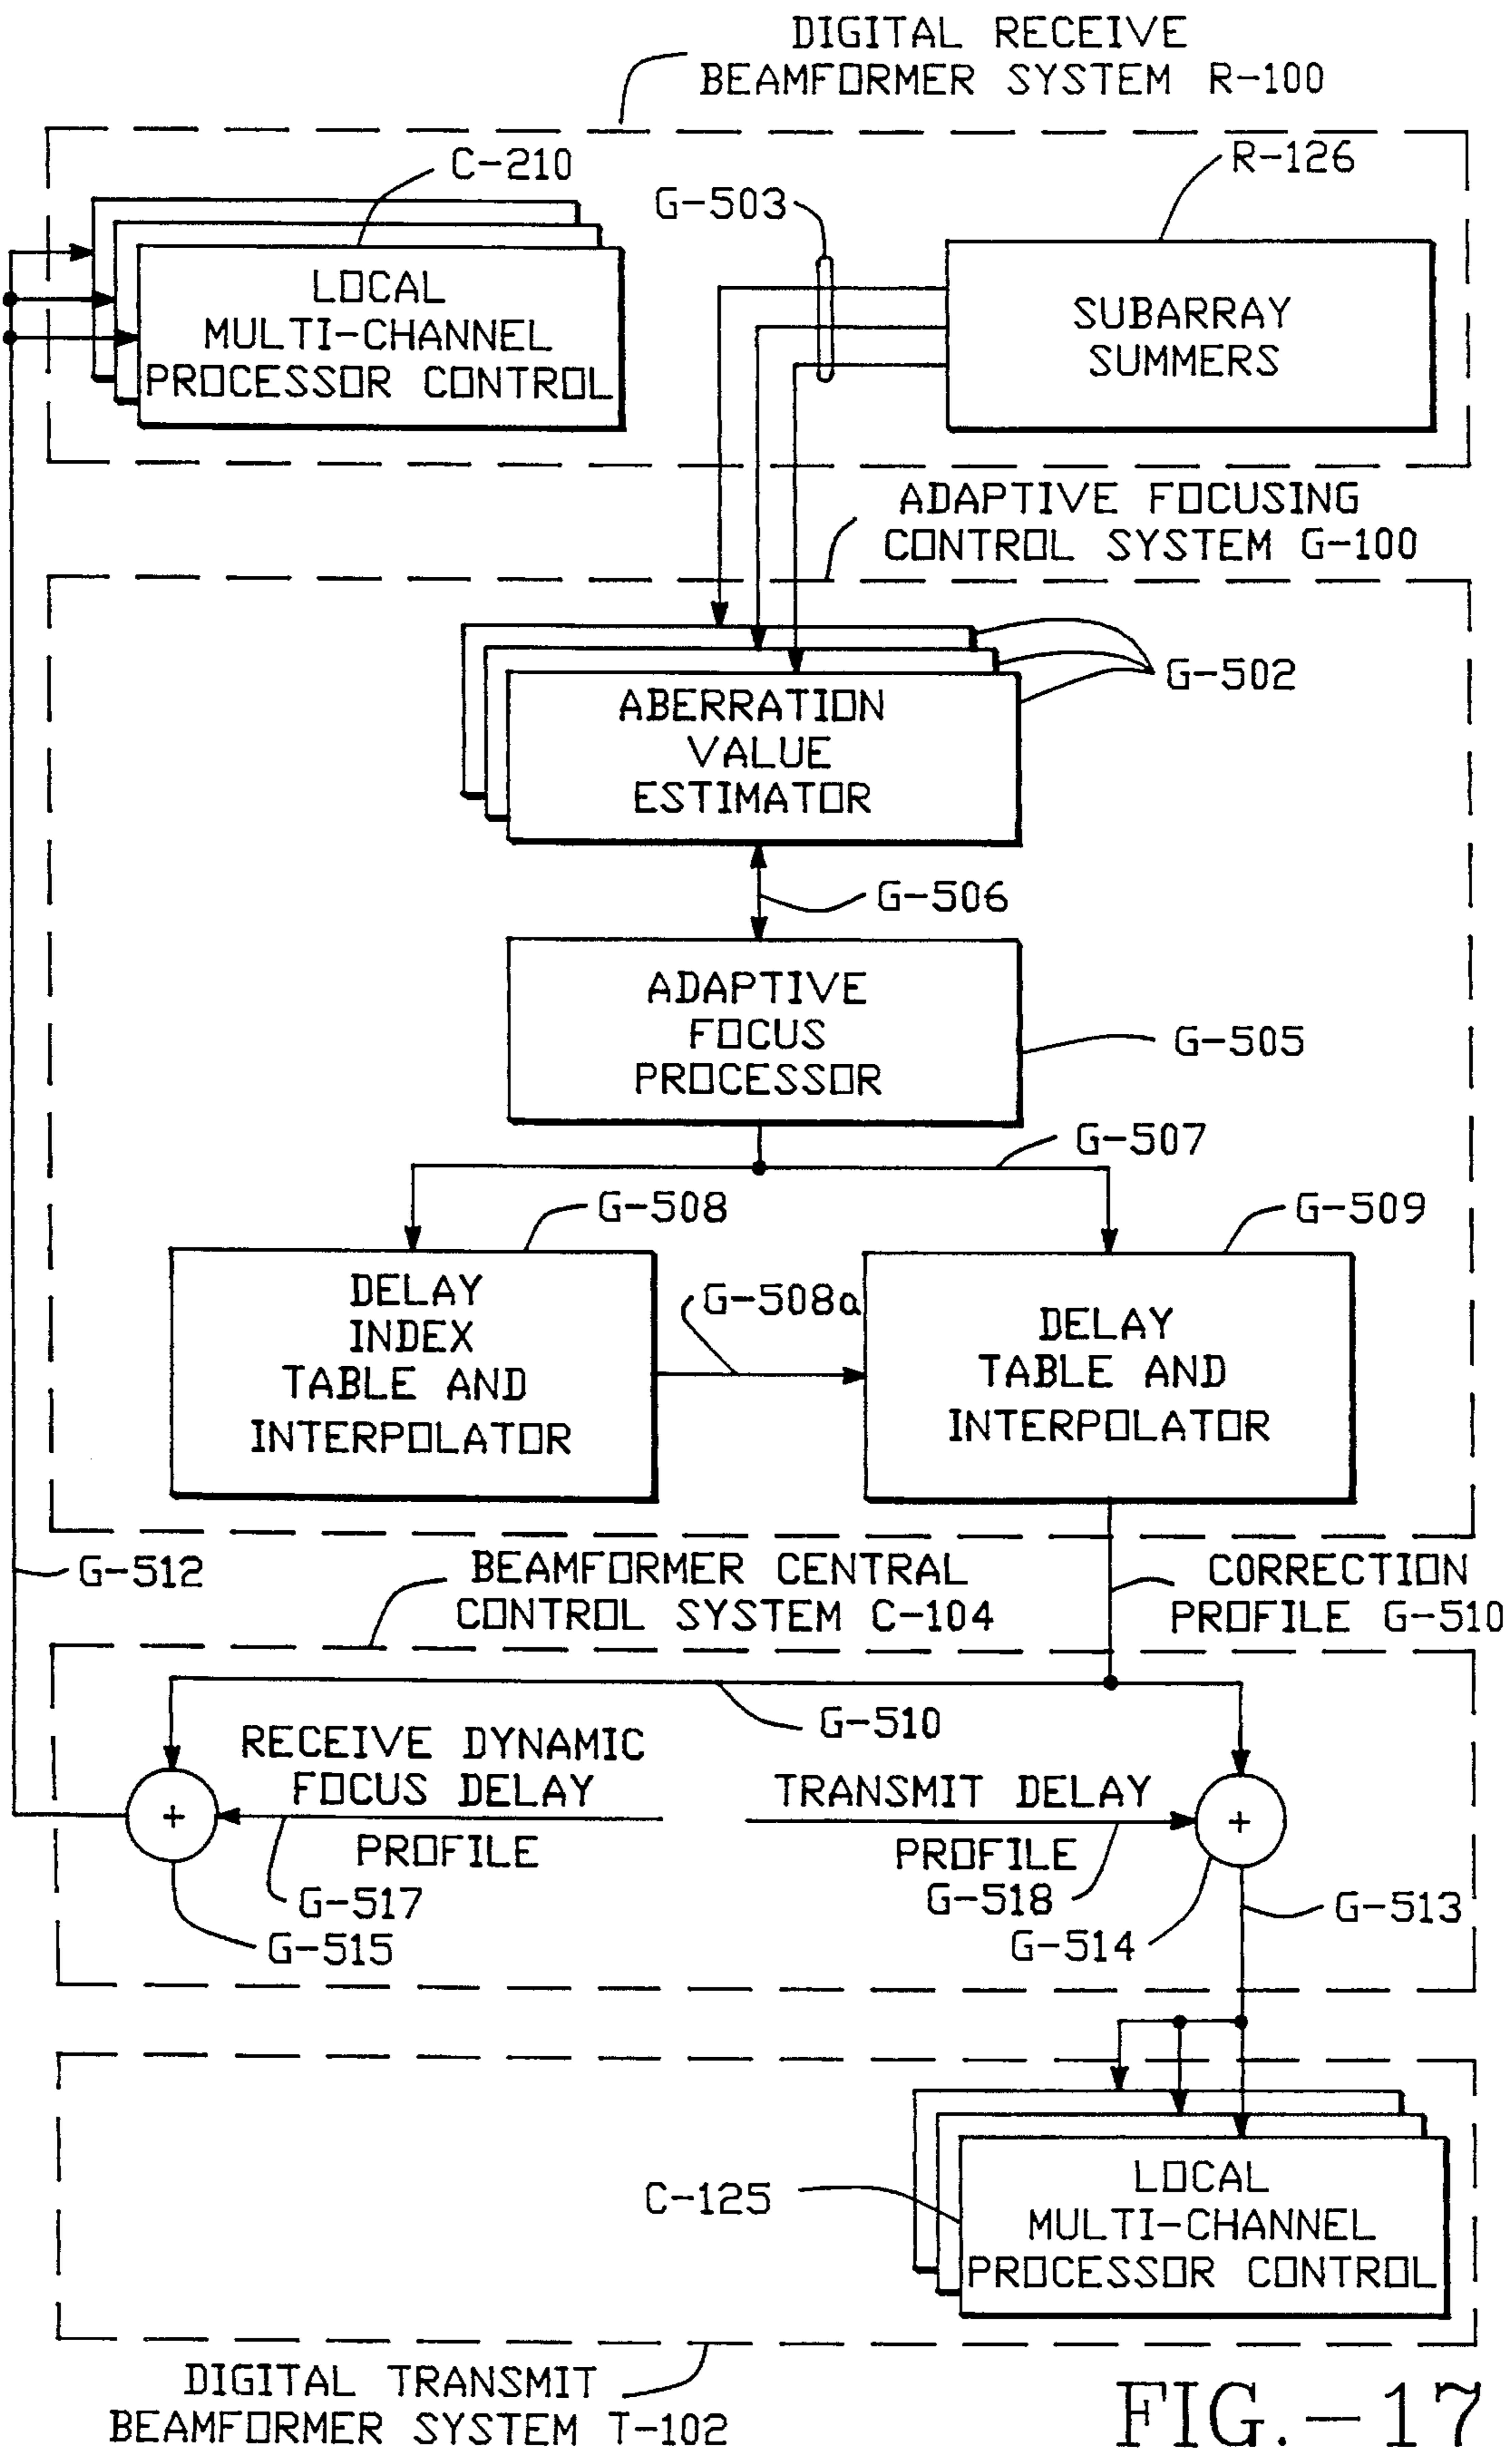 DIGITAL RECEIVE
BEAMFORMER SYSTEM R-100
C-210
R-126
G-503
LOCAL
MULTI-CHANNEL
PROCESSOR CONTROL
SUBARRAY
SUMMERS
ADAPTIVE FOCUSING
CONTROL SYSTEM G-100
G-502
ABERRATION
VALUE
ESTIMATOR
G-506
ADAPTIVE
FOCUS
PROCESSOR
G-505
G-507
G-508
G-509
DELAY
INDEX
TABLE AND
INTERPOLATOR
G-508a
DELAY
TABLE AND
INTERPOLATOR
G-512
BEAMFORMER CENTRAL
CONTROL SYSTEM C-104
CORRECTION
PROFILE G-510
G-510
RECEIVE DYNAMIC
FOCUS DELAY
PROFILE
TRANSMIT DELAY
PROFILE
+
+
G-517
G-518
G-513
G-515
G-514
C-125
LOCAL
MULTI-CHANNEL
PROCESSOR CONTROL
DIGITAL TRANSMIT
BEAMFORMER SYSTEM T-102
FIG.-17